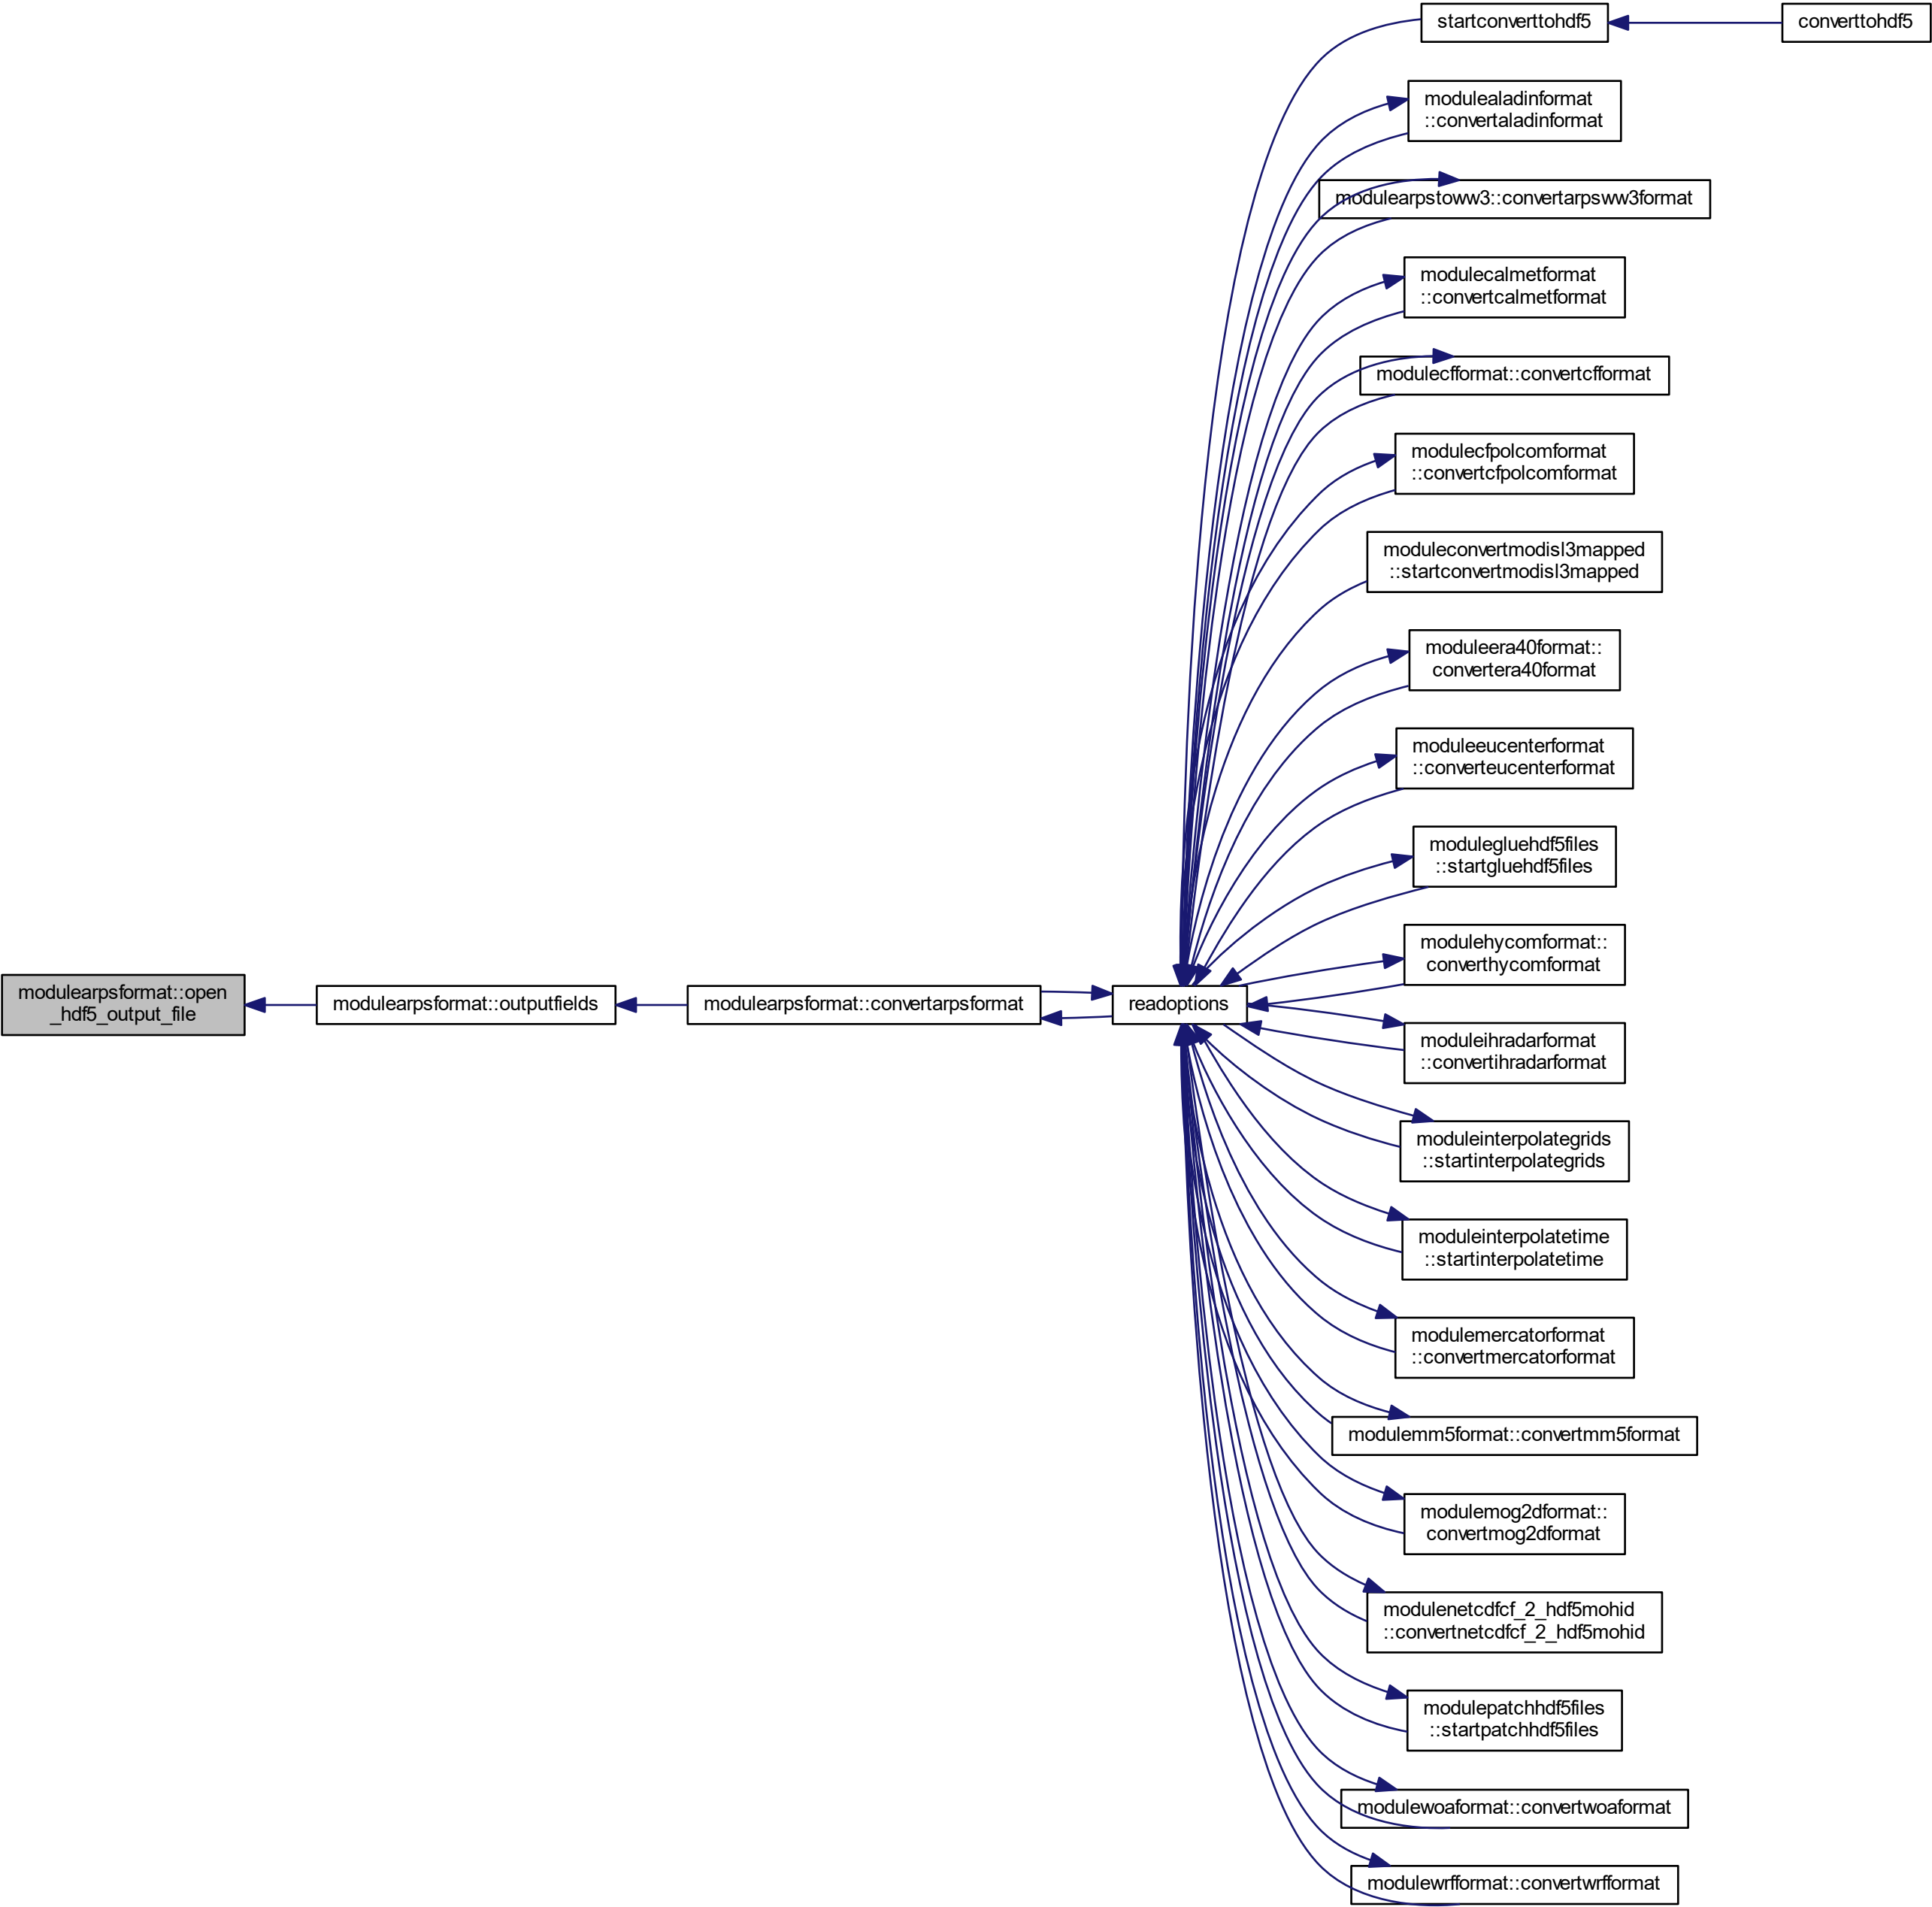 startconverttohdf5
converttohdf5
modulealadinformat
::convertaladinformat
modulearpstoww3::convertarpsww3format
modulecalmetformat
::convertcalmetformat
modulecfformat::convertcfformat
modulecfpolcomformat
::convertcfpolcomformat
moduleconvertmodisl3mapped
::startconvertmodisl3mapped
moduleera40format::
convertera40format
moduleeucenterformat
::converteucenterformat
modulegluehdf5files
::startgluehdf5files
modulehycomformat::
converthycomformat
modulearpsformat::open
_hdf5_output_file
modulearpsformat::outputfields
modulearpsformat::convertarpsformat
readoptions
moduleihradarformat
::convertihradarformat
moduleinterpolategrids
::startinterpolategrids
moduleinterpolatetime
::startinterpolatetime
modulemercatorformat
::convertmercatorformat
modulemm5format::convertmm5format
modulemog2dformat::
convertmog2dformat
modulenetcdfcf_2_hdf5mohid
::convertnetcdfcf_2_hdf5mohid
modulepatchhdf5files
::startpatchhdf5files
modulewoaformat::convertwoaformat
modulewrfformat::convertwrfformat